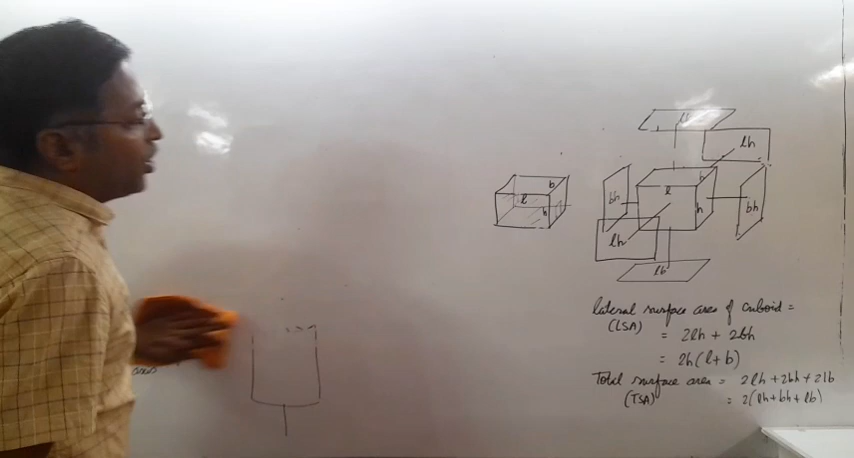 lb
lh
b
l
h
bh
l
b
h
bh
lh
lb
lateral surface area of cuboid =
(LSA) = 2lh + 2bh
= 2h(l+b)
Total surface area = 2lh+2bh+2lb
(TSA) = 2(lh+bh+lb)